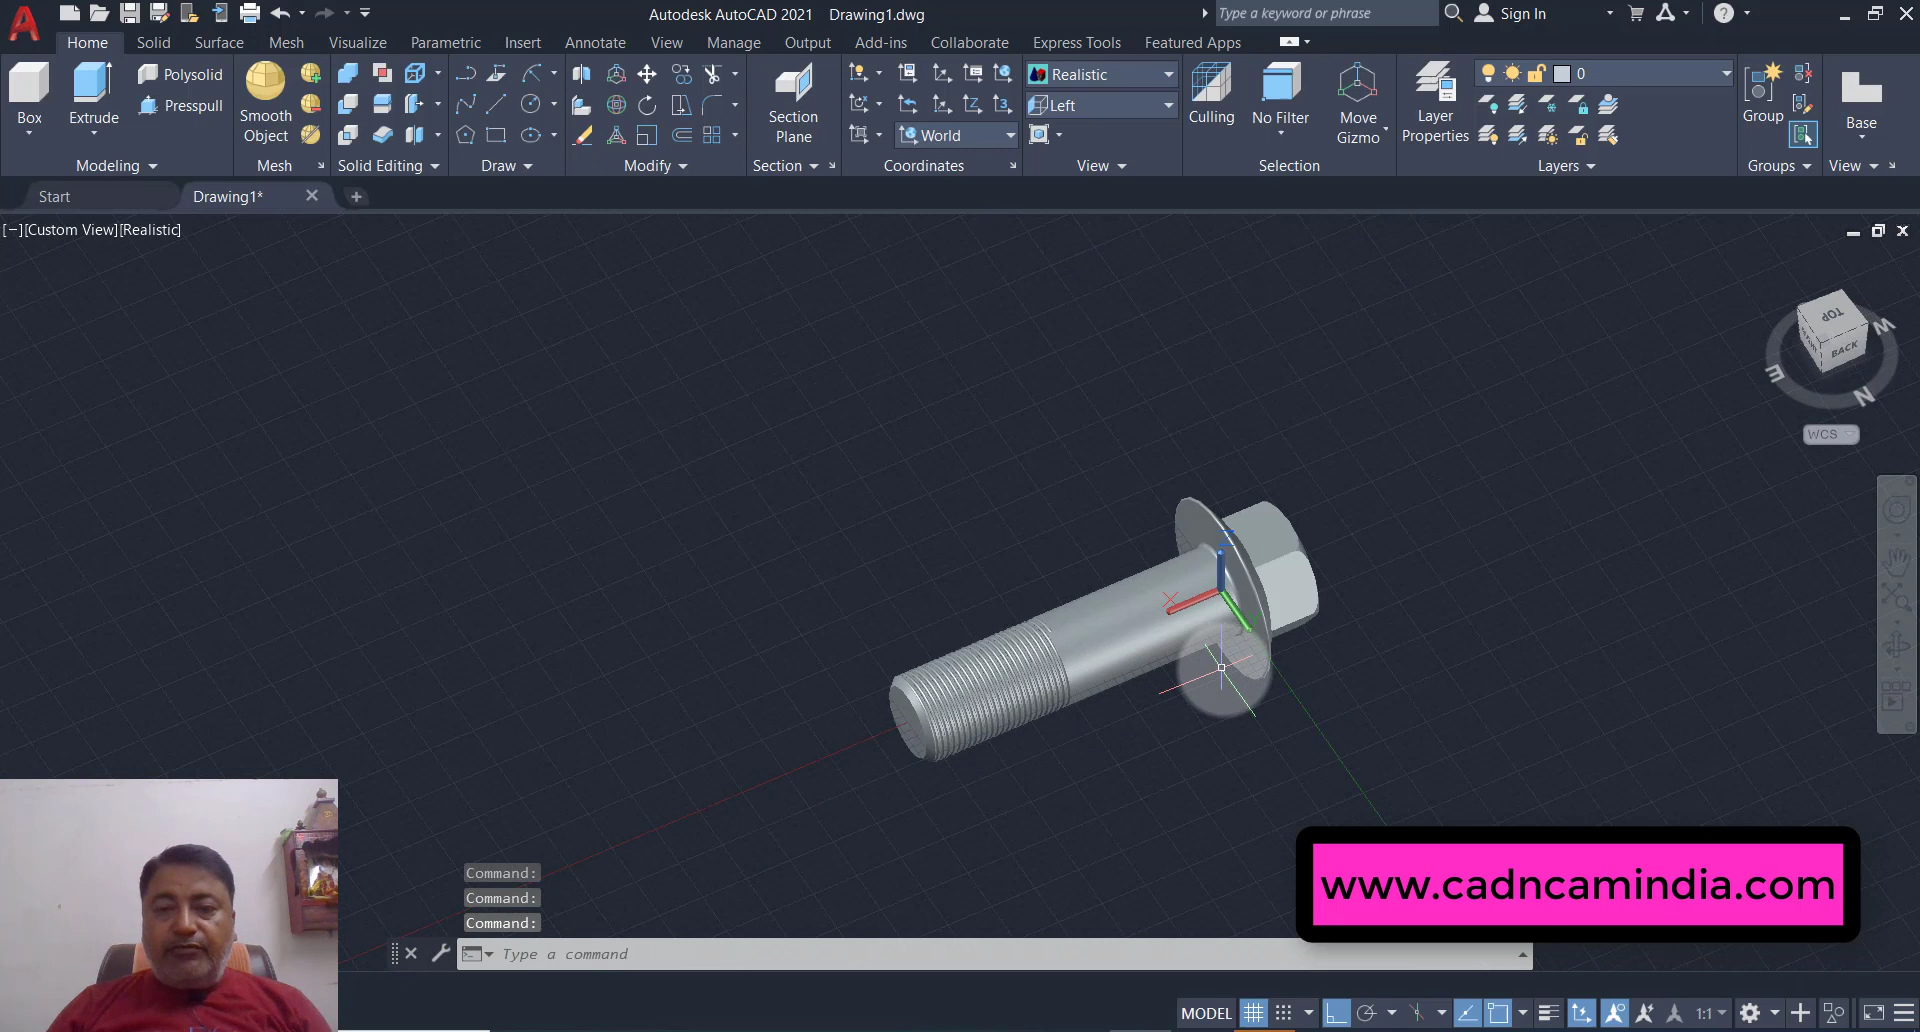 Autodesk AutoCAD 2021 Drawing1.dwg
Type a keyword or phrase
Sign In
Home Solid Surface Mesh Visualize Parametric Insert Annotate View Manage Output Add-ins Collaborate Express Tools Featured Apps
Box
Extrude
Polysolid
Presspull
Modeling
Smooth
Object
Mesh
Solid Editing
Draw
Modify
Section
Plane
Section
World
Coordinates
Realistic
Left
View
Culling
No Filter
Move
Gizmo
Selection
Layer
Properties
0
Layers
Group
Groups
Base
View
Start
Drawing1*
[−][Custom View][Realistic]
TOP
BACK
W
E
N
WCS
X
www.cadncamindia.com
Command:
Command:
Command:
Type a command
MODEL
1:1